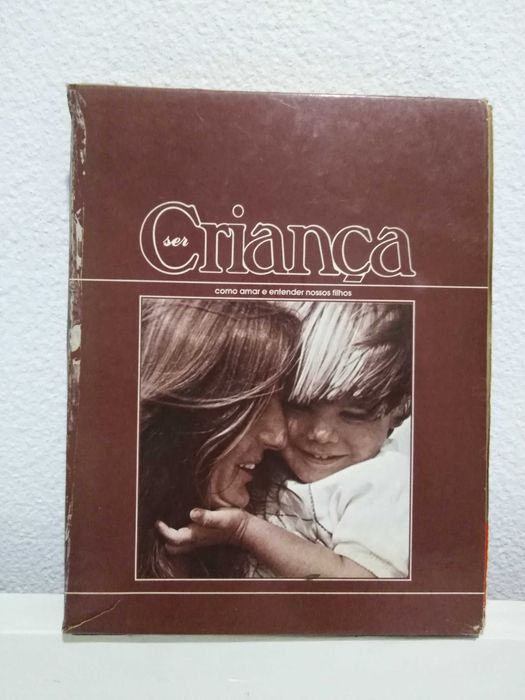 ser
Criança
como amar e entender nossos filhos